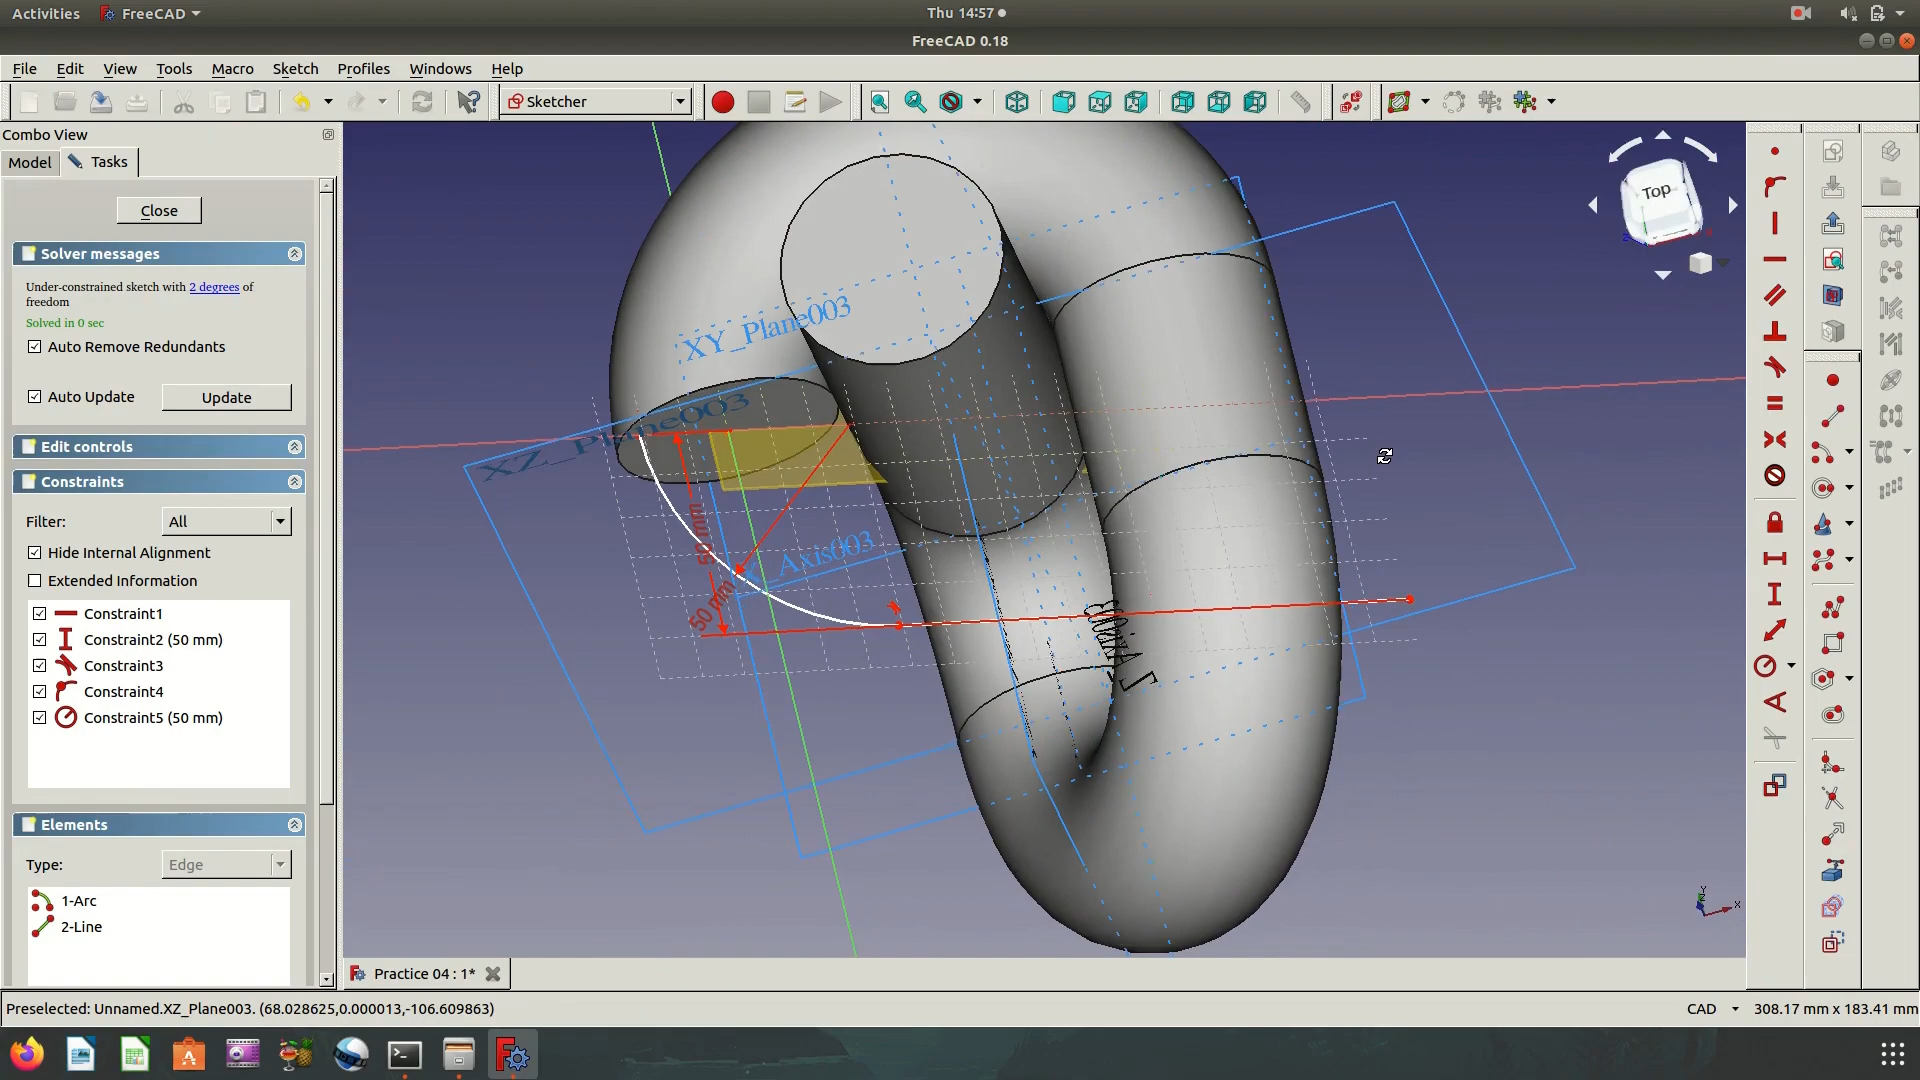 Activities
FreeCAD
Thu 14:57
FreeCAD 0.18
File Edit View Tools Macro Sketch Profiles Windows Help
Sketcher
Combo View
Model Tasks
Close
Solver messages
Under-constrained sketch with 2 degrees of
freedom
Solved in 0 sec
Auto Remove Redundants
Auto Update
Update
Edit controls
Constraints
Filter:
All
Hide Internal Alignment
Extended Information
Constraint1
Constraint2 (50 mm)
Constraint3
Constraint4
Constraint5 (50 mm)
Elements
Type:
Edge
1-Arc
2-Line
XY_Plane003
XZ_Plane003
_Axis003
50 mm
50 mm
Top
Y
X
Practice 04 : 1*
Preselected: Unnamed.XZ_Plane003. (68.028625,0.000013,-106.609863)
CAD
308.17 mm x 183.41 mm